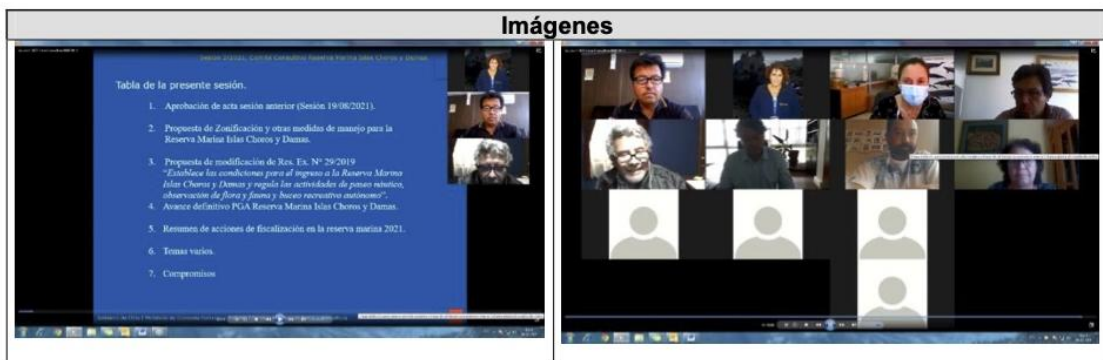 Imágenes
Tabla de la presente sesión.
1. Aprobación de acta sesión anterior (Sesión 19/08/2021).
2. Propuesta de Zonificación y otras medidas de manejo para la
Reserva Marina Islas Choros y Damas.
3. Propuesta de modificación de Res. Ex. Nº 29/2019
“Establece las condiciones para el ingreso a la Reserva Marina
Islas Choros y Damas y regula las actividades de paseo náutico,
observación de flora y fauna y buceo recreativo autónomo”.
4. Avance definitivo PGA Reserva Marina Islas Choros y Damas.
5. Resumen de acciones de fiscalización en la reserva marina 2021.
6. Temas varios.
7. Compromisos